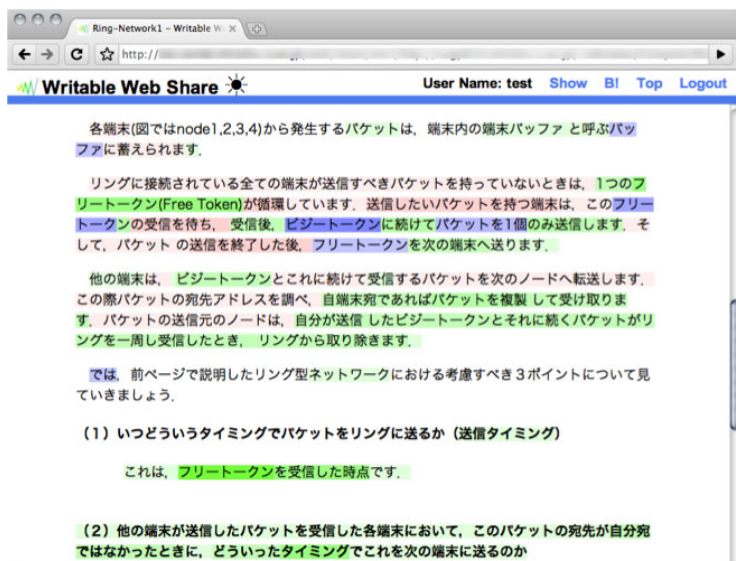 Ring-Network1 - Writable W
http://
Writable Web Share User Name: test Show B! Top Logout
各端末(図ではnode1,2,3,4)から発生するパケットは，端末内の端末バッファ と呼ぶバッ
ファに蓄えられます．
リングに接続されている全ての端末が送信すべきパケットを持っていないときは，1つのフ
リートークン(Free Token)が循環しています．送信したいパケットを持つ端末は，このフリー
トークンの受信を待ち， 受信後，ビジートークンに続けてパケットを1個のみ送信します．そ
して，パケット の送信を終了した後，フリートークンを次の端末へ送ります．
他の端末は， ビジートークンとこれに続けて受信するパケットを次のノードへ転送します．
この際パケットの宛先アドレスを調べ，自端末宛であればパケットを複製 して受け取りま
す．パケットの送信元のノードは，自分が送信 したビジートークンとそれに続くパケットがリ
ングを一周し受信したとき， リングから取り除きます．
では，前ページで説明したリング型ネットワークにおける考慮すべき３ポイントについて見
ていきましょう．
（1）いつどういうタイミングでパケットをリングに送るか（送信タイミング）
これは，フリートークンを受信した時点です．
（2）他の端末が送信したパケットを受信した各端末において，このパケットの宛先が自分宛
ではなかったときに，どういったタイミングでこれを次の端末に送るのか